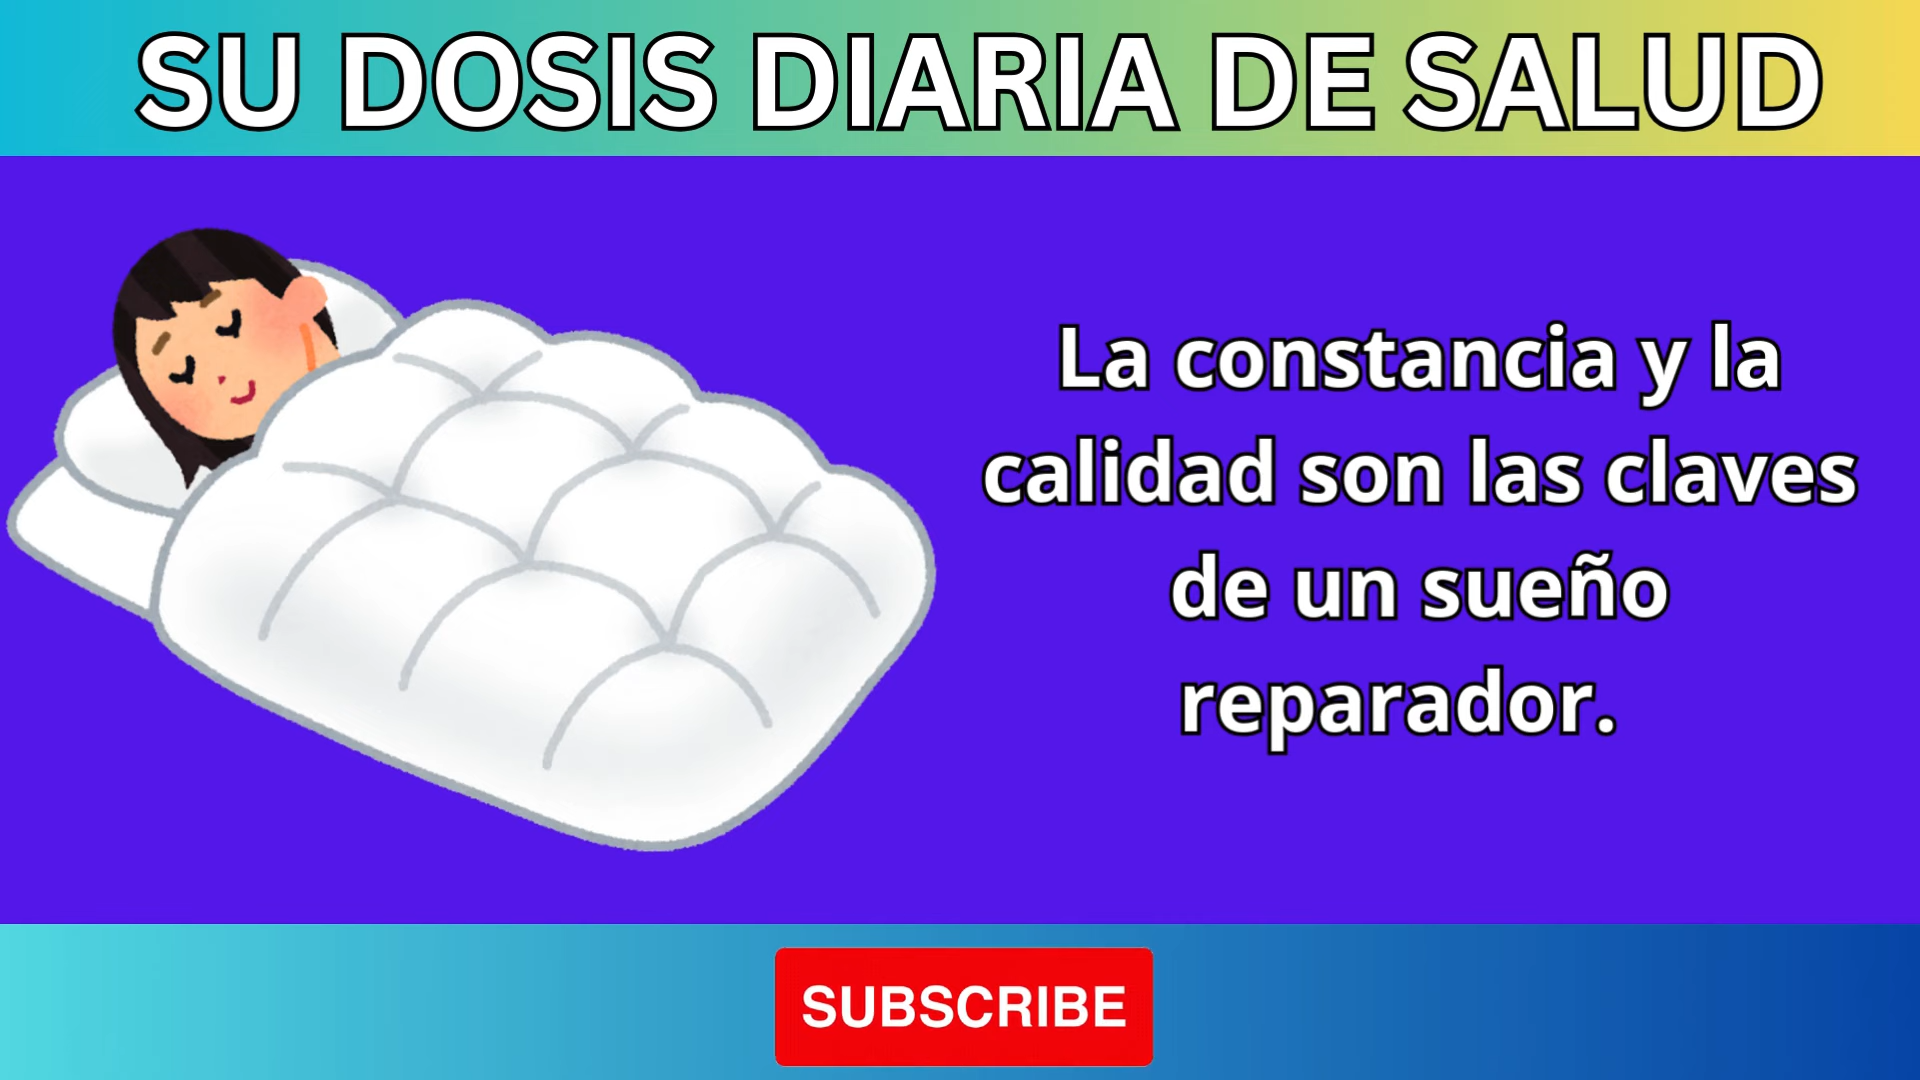 SU DOSIS DIARIA DE SALUD
La constancia y la
calidad son las claves
de un sueño
reparador.
SUBSCRIBE